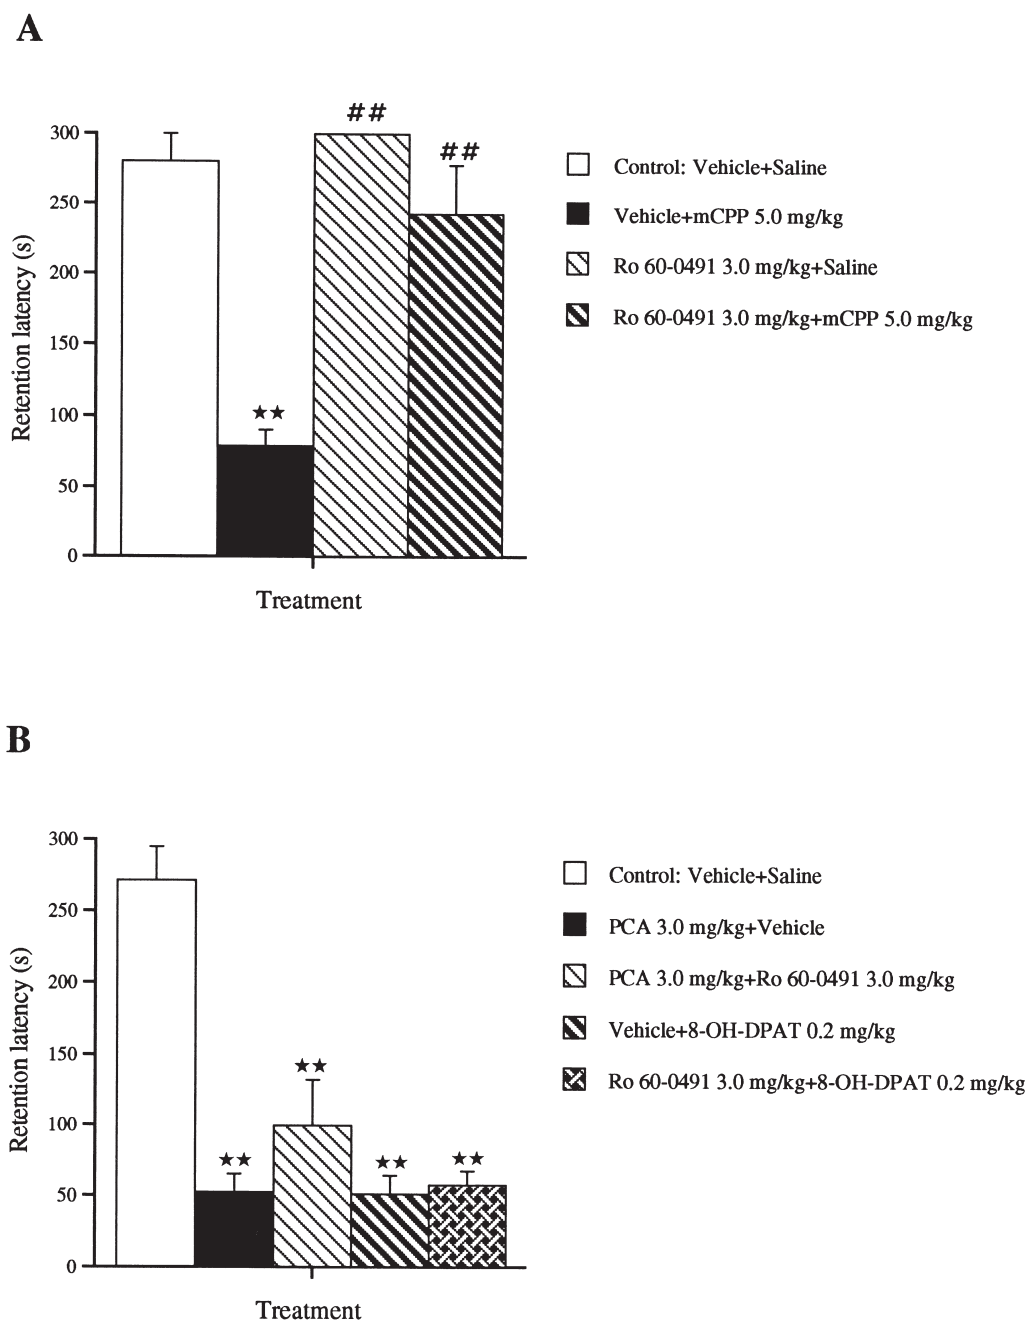 A
##
300
##
250
200
150
100
★★
50
0
Retention latency (s)
Treatment
Control: Vehicle+Saline
Vehicle+mCPP 5.0 mg/kg
Ro 60-0491 3.0 mg/kg+Saline
Ro 60-0491 3.0 mg/kg+mCPP 5.0 mg/kg
B
300
250
200
150
★★
100
★★
★★
★★
50
0
Retention latency (s)
Treatment
Control: Vehicle+Saline
PCA 3.0 mg/kg+Vehicle
PCA 3.0 mg/kg+Ro 60-0491 3.0 mg/kg
Vehicle+8-OH-DPAT 0.2 mg/kg
Ro 60-0491 3.0 mg/kg+8-OH-DPAT 0.2 mg/kg